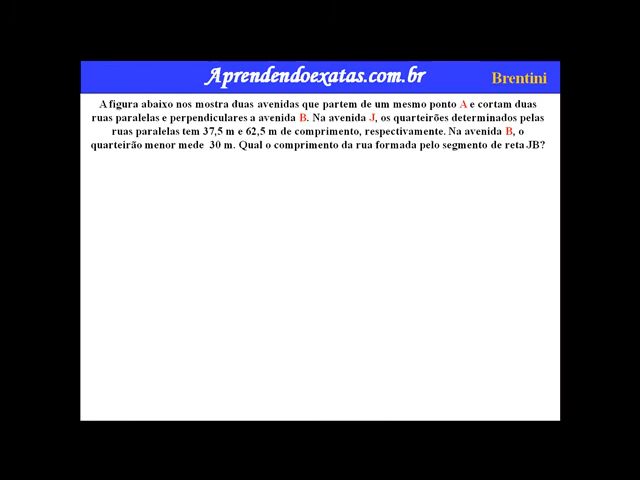 Aprendendoexatas.com.br Brentini
A figura abaixo nos mostra duas avenidas que partem de um mesmo ponto A e cortam duas
ruas paralelas e perpendiculares a avenida B. Na avenida J, os quarteirões determinados pelas
ruas paralelas tem 37,5 m e 62,5 m de comprimento, respectivamente. Na avenida B, o
quarteirão menor mede 30 m. Qual o comprimento da rua formada pelo segmento de reta JB?